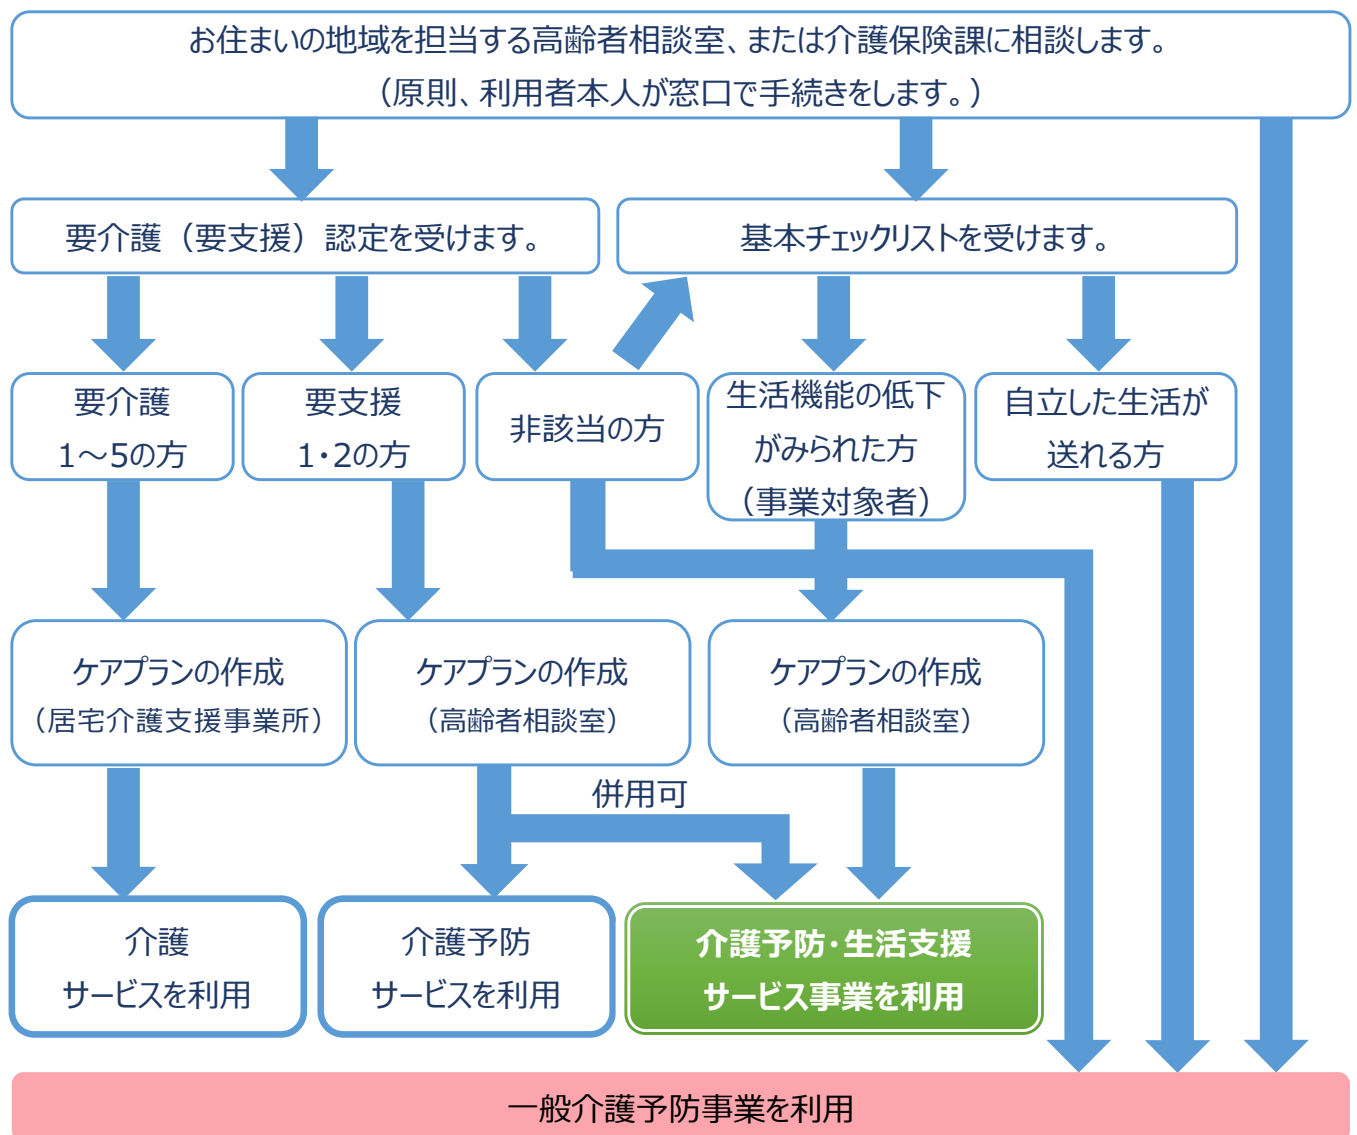 お住まいの地域を担当する高齢者相談室、または介護保険課に相談します。
（原則、利用者本人が窓口で手続きをします。）
要介護（要支援）認定を受けます。
基本チェックリストを受けます。
要介護
1～5の方
要支援
1・2の方
非該当の方
生活機能の低下
がみられた方
（事業対象者）
自立した生活が
送れる方
ケアプランの作成
（居宅介護支援事業所）
ケアプランの作成
（高齢者相談室）
ケアプランの作成
（高齢者相談室）
併用可
介護
サービスを利用
介護予防
サービスを利用
介護予防・生活支援
サービス事業を利用
一般介護予防事業を利用